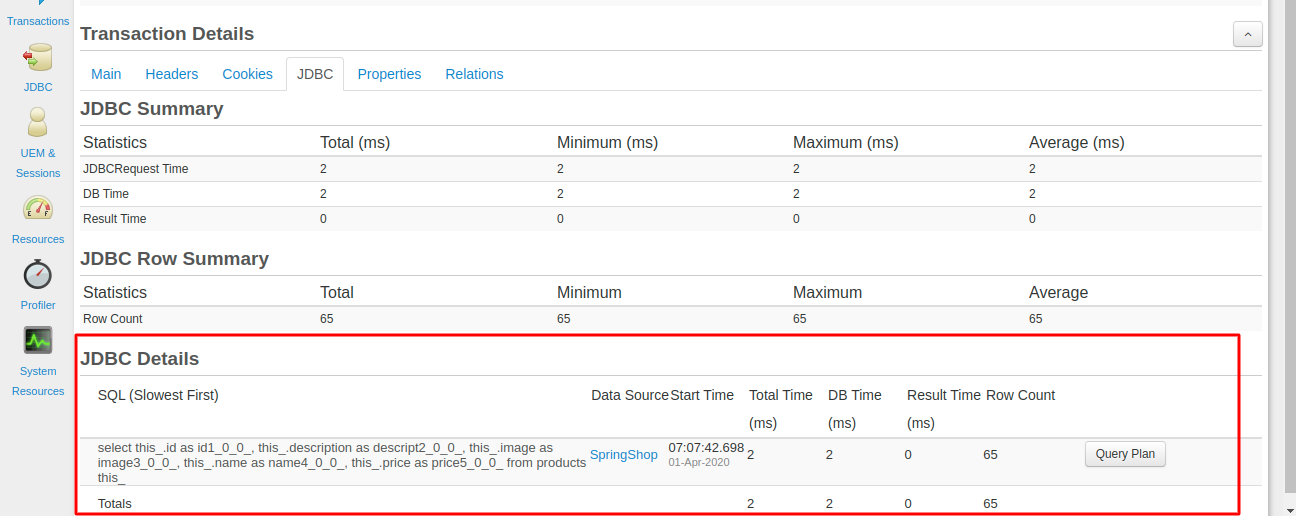 Transactions
JDBC
UEM &
Sessions
E F
Resources
Profiler
System
Resources
Transaction Details
Main Headers Cookies JDBC Properties Relations
JDBC Summary
Statistics Total (ms) Minimum (ms) Maximum (ms) Average (ms)
JDBCRequest Time 2 2 2 2
DB Time 2 2 2 2
Result Time 0 0 0 0
JDBC Row Summary
Statistics Total Minimum Maximum Average
Row Count 65 65 65 65
JDBC Details
SQL (Slowest First) Data Source Start Time Total Time DB Time Result Time Row Count
(ms) (ms) (ms)
select this_.id as id1_0_0_, this_.description as descript2_0_0_, this_.image as
image3_0_0_, this_.name as name4_0_0_, this_.price as price5_0_0_ from products
this_
SpringShop
07:07:42.698
01-Apr-2020
2 2 0 65 Query Plan
Totals 2 2 0 65